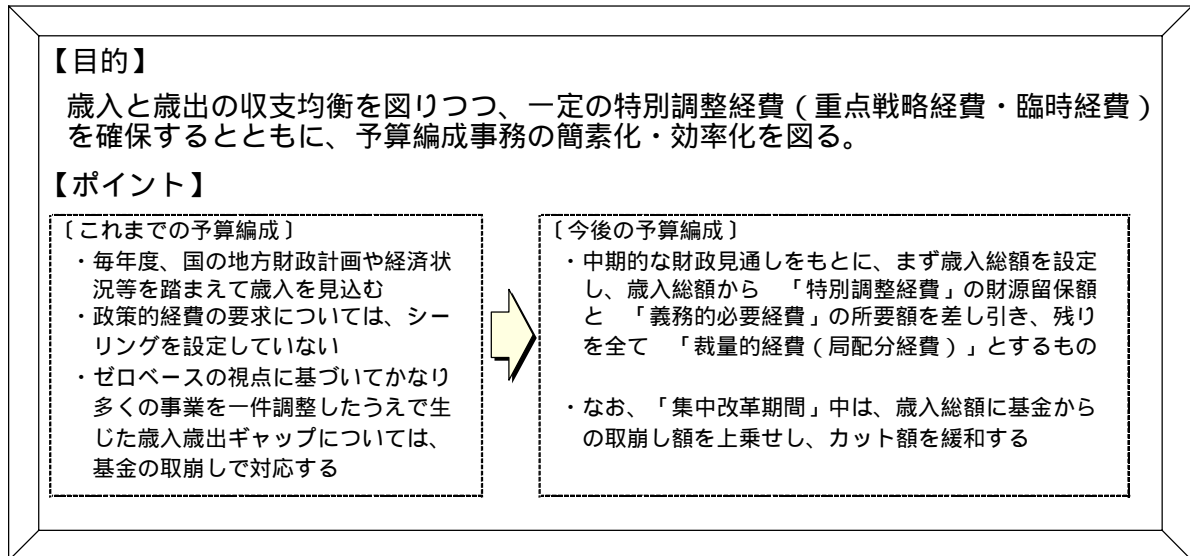 【目的】
歳入と歳出の収支均衡を図りつつ、一定の特別調整経費（重点戦略経費・臨時経費）
を確保するとともに、予算編成事務の簡素化・効率化を図る。
【ポイント】
〔これまでの予算編成〕
・毎年度、国の地方財政計画や経済状
況等を踏まえて歳入を見込む
・政策的経費の要求については、シー
リングを設定していない
・ゼロベースの視点に基づいてかなり
多くの事業を一件調整したうえで生
じた歳入歳出ギャップについては、
基金の取崩しで対応する
〔今後の予算編成〕
・中期的な財政見通しをもとに、まず歳入総額を設定
し、歳入総額から　「特別調整経費」の財源留保額
と　「義務的必要経費」の所要額を差し引き、残り
を全て　「裁量的経費（局配分経費）」とするもの
・なお、「集中改革期間」中は、歳入総額に基金から
の取崩し額を上乗せし、カット額を緩和する